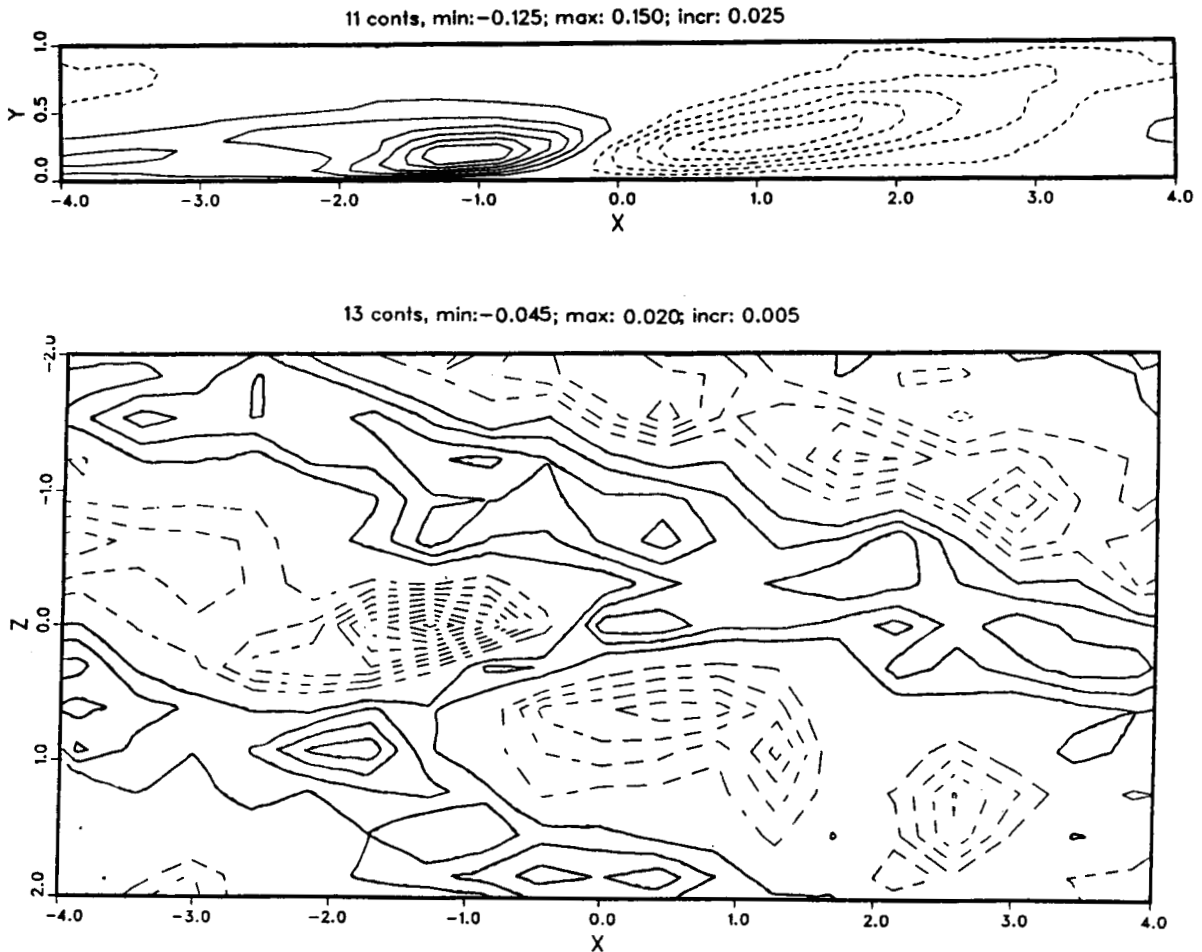 11 conts, min:-0.125; max: 0.150; incr: 0.025
1.0
Y
0.5
0.0
-4.0 -3.0 -2.0 -1.0 0.0 1.0 2.0 3.0 4.0
X
13 conts, min:-0.045; max: 0.020; incr: 0.005
-2.0
-1.0
Z
0.0
1.0
2.0
-4.0 -3.0 -2.0 -1.0 0.0 1.0 2.0 3.0 4.0
X